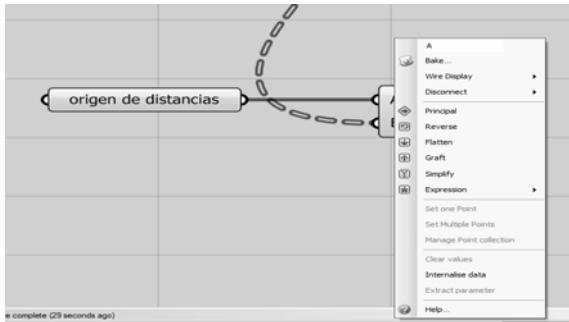 A
Bake...
Wire Display
Disconnect
origen de distancias
A
Principal
Reverse
Flatten
Graft
Simplify
Expression
Set one Point
Set Multiple Points
Manage Point collection
Clear values
Internalise data
Extract parameter
Help...
e complete (29 seconds ago)